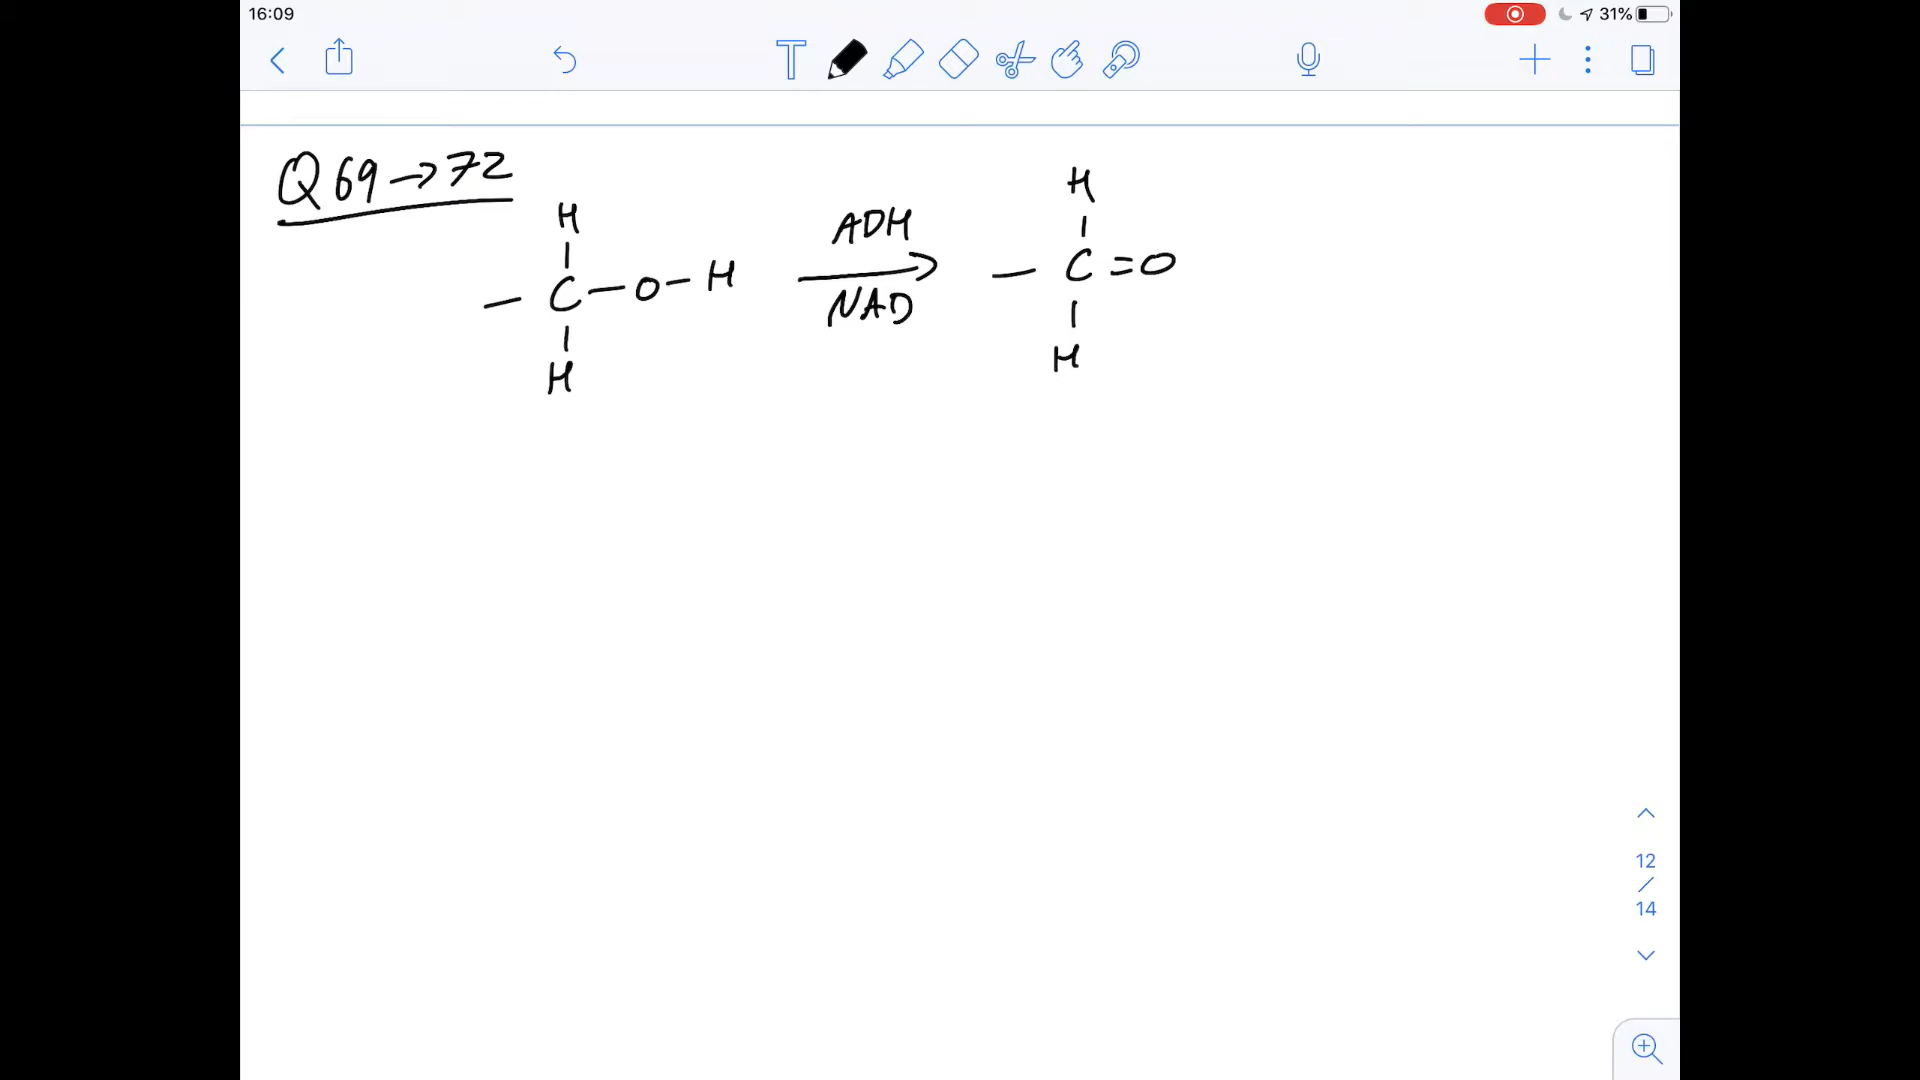 16:09
31%
T
Q 69 → 72
H
H
ADH
– C – O – H
– C = O
NAD
H
H
12
/
14